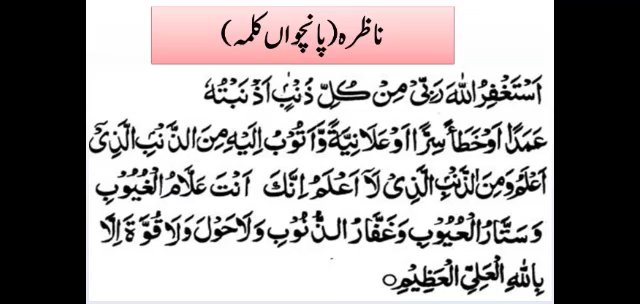 ناظرہ (پانچواں کلمہ)
اَسْتَغْفِرُ اللّٰهَ رَبِّیْ مِنْ كُلِّ ذَنْۢبٍ اَذْنَبْتُهٗ
عَمَدًا اَوْ خَطَأً سِرًّا اَوْ عَلَانِیَةً وَّاَتُوْبُ اِلَیْهِ مِنَ الذَّنْۢبِ الَّذِیْۤ
اَعْلَمُ وَمِنَ الذَّنْۢبِ الَّذِیْ لَاۤ اَعْلَمُ اِنَّكَ اَنْتَ عَلَّامُ الْغُیُوْبِ
وَسَتَّارُ الْعُیُوْبِ وَغَفَّارُ الذُّنُوْبِ وَلَا حَوْلَ وَلَا قُوَّةَ اِلَّا
بِاللّٰهِ الْعَلِیِّ الْعَظِیْمِ۝